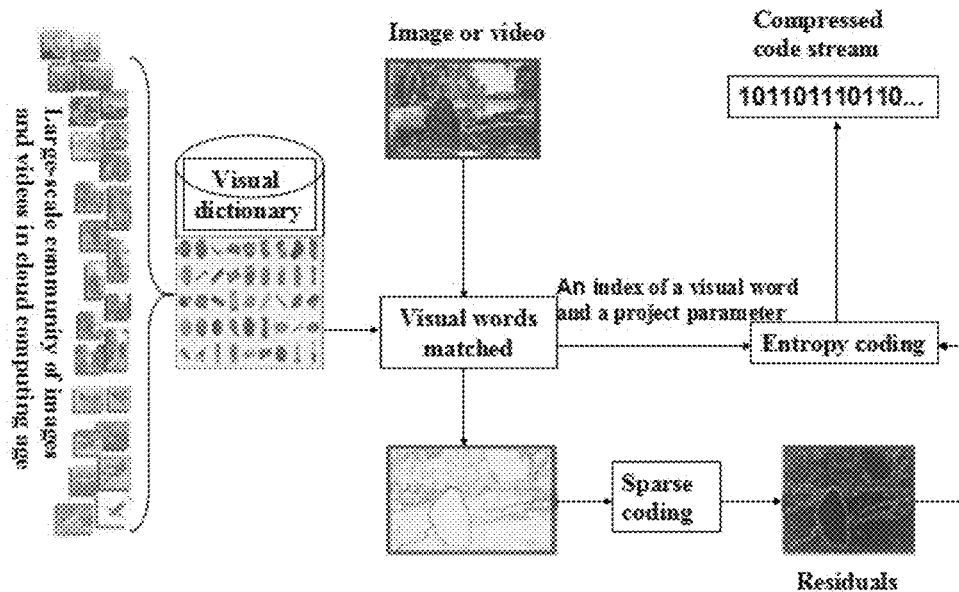 Large-scale community of images
and videos in cloud computing age
Visual
dictionary
Image or video
Compressed
code stream
101101110110...
Visual words
matched
An index of a visual word
and a project parameter
Entropy coding
Sparse
coding
Residuals